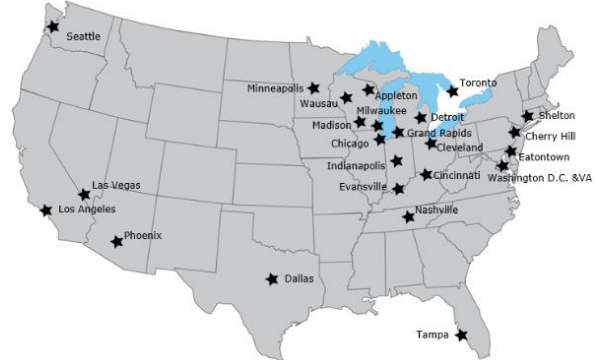 Seattle
Toronto
Minneapolis
Appleton
Wausau
Milwaukee
Shelton
Detroit
Madison
Grand Rapids
Cherry Hill
Chicago
Cleveland
Eatontown
Indianapolis
Washington D.C. &VA
Cincinnati
Evansville
Las Vegas
Los Angeles
Nashville
Phoenix
Dallas
Tampa